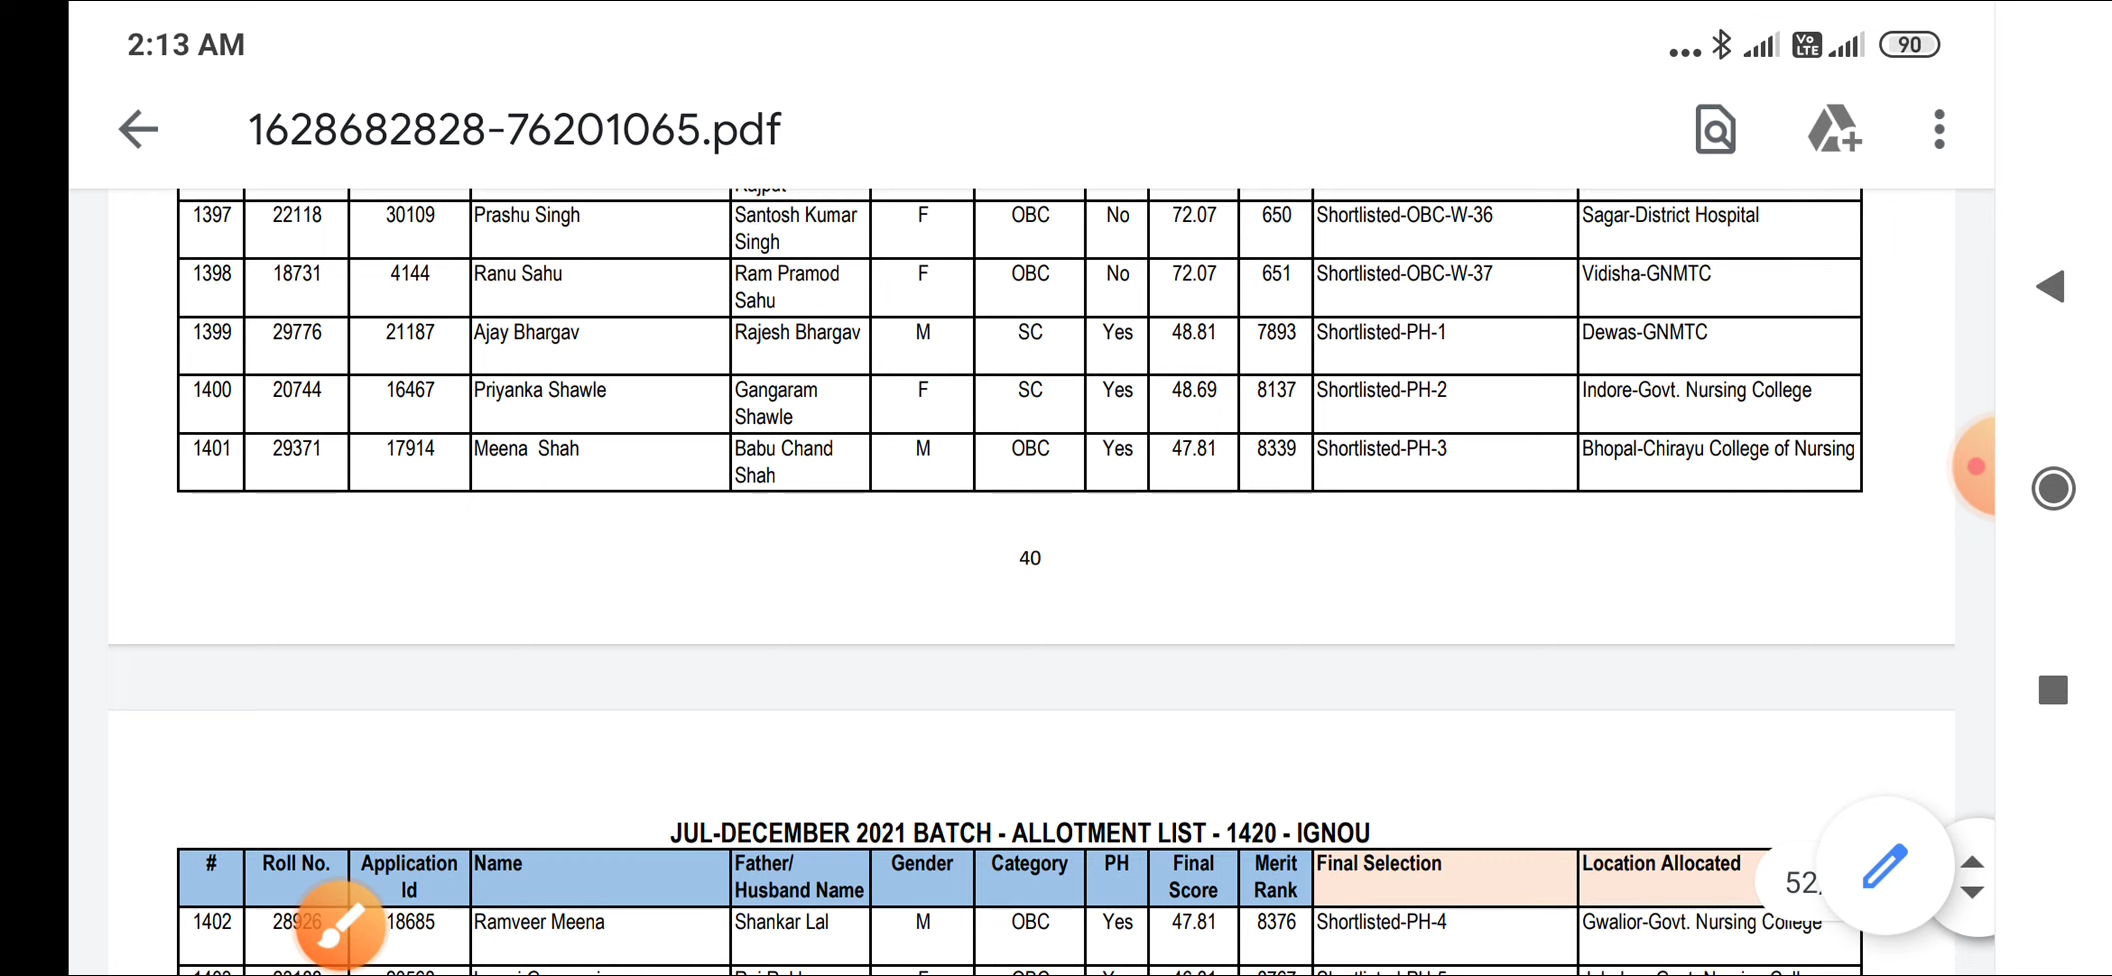 2:13 AM
Vo LTE 90
1628682828-76201065.pdf
1397 22118 30109 Prashu Singh Santosh Kumar Singh F OBC No 72.07 650 Shortlisted-OBC-W-36 Sagar-District Hospital
1398 18731 4144 Ranu Sahu Ram Pramod Sahu F OBC No 72.07 651 Shortlisted-OBC-W-37 Vidisha-GNMTC
1399 29776 21187 Ajay Bhargav Rajesh Bhargav M SC Yes 48.81 7893 Shortlisted-PH-1 Dewas-GNMTC
1400 20744 16467 Priyanka Shawle Gangaram Shawle F SC Yes 48.69 8137 Shortlisted-PH-2 Indore-Govt. Nursing College
1401 29371 17914 Meena Shah Babu Chand Shah M OBC Yes 47.81 8339 Shortlisted-PH-3 Bhopal-Chirayu College of Nursing
40
JUL-DECEMBER 2021 BATCH - ALLOTMENT LIST - 1420 - IGNOU
# Roll No. Application Id Name Father/ Husband Name Gender Category PH Final Score Merit Rank Final Selection Location Allocated
52
1402 28926 18685 Ramveer Meena Shankar Lal M OBC Yes 47.81 8376 Shortlisted-PH-4 Gwalior-Govt. Nursing College